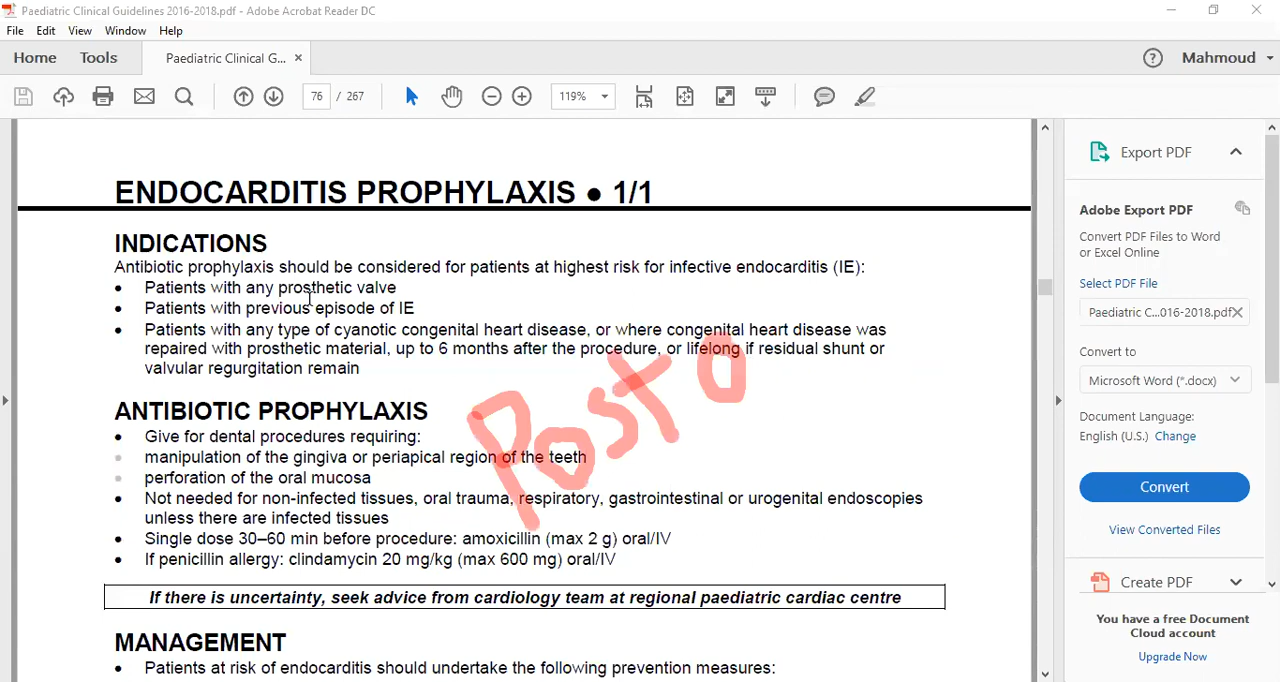 Paediatric Clinical Guidelines 2016-2018.pdf - Adobe Acrobat Reader DC
File Edit View Window Help
Home Tools Paediatric Clinical G... × Mahmoud
76 / 267 119%
ENDOCARDITIS PROPHYLAXIS ● 1/1
INDICATIONS
Antibiotic prophylaxis should be considered for patients at highest risk for infective endocarditis (IE):
• Patients with any prosthetic valve
• Patients with previous episode of IE
• Patients with any type of cyanotic congenital heart disease, or where congenital heart disease was
repaired with prosthetic material, up to 6 months after the procedure, or lifelong if residual shunt or
valvular regurgitation remain
ANTIBIOTIC PROPHYLAXIS
• Give for dental procedures requiring:
• manipulation of the gingiva or periapical region of the teeth
• perforation of the oral mucosa
• Not needed for non-infected tissues, oral trauma, respiratory, gastrointestinal or urogenital endoscopies
unless there are infected tissues
• Single dose 30–60 min before procedure: amoxicillin (max 2 g) oral/IV
• If penicillin allergy: clindamycin 20 mg/kg (max 600 mg) oral/IV
If there is uncertainty, seek advice from cardiology team at regional paediatric cardiac centre
MANAGEMENT
• Patients at risk of endocarditis should undertake the following prevention measures:
Posto
Export PDF
Adobe Export PDF
Convert PDF Files to Word
or Excel Online
Select PDF File
Paediatric C...016-2018.pdf ×
Convert to
Microsoft Word (*.docx)
Document Language:
English (U.S.) Change
Convert
View Converted Files
Create PDF
You have a free Document
Cloud account
Upgrade Now